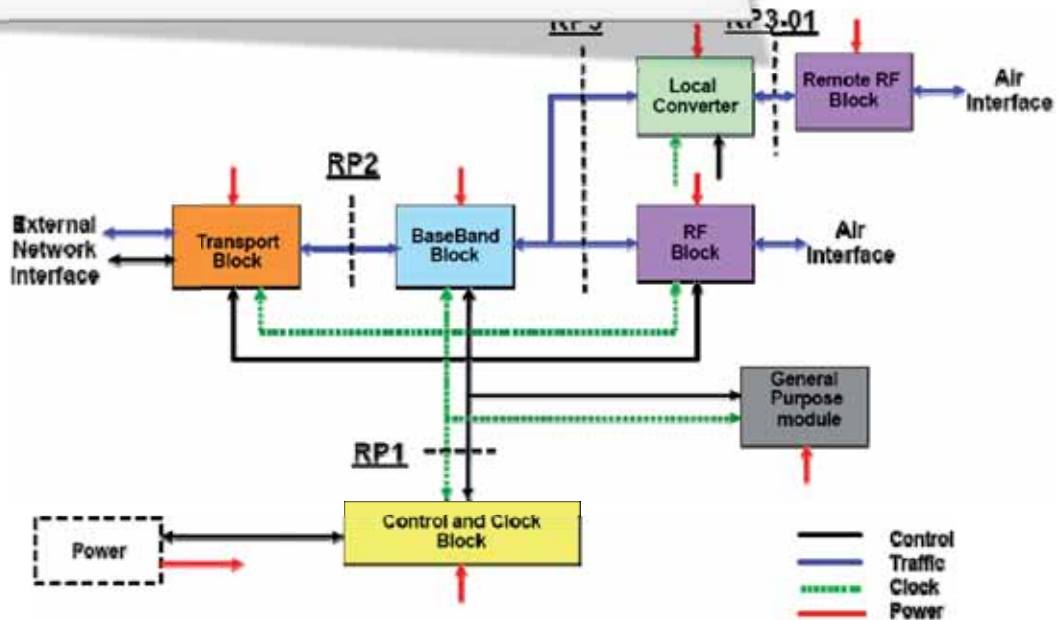 RP3
RP3-01
Local
Converter
Remote RF
Block
Air
Interface
RP2
External
Network
Interface
Transport
Block
BaseBand
Block
RF
Block
Air
Interface
General
Purpose
module
RP1
Control and Clock
Block
Power
Control
Traffic
Clock
Power